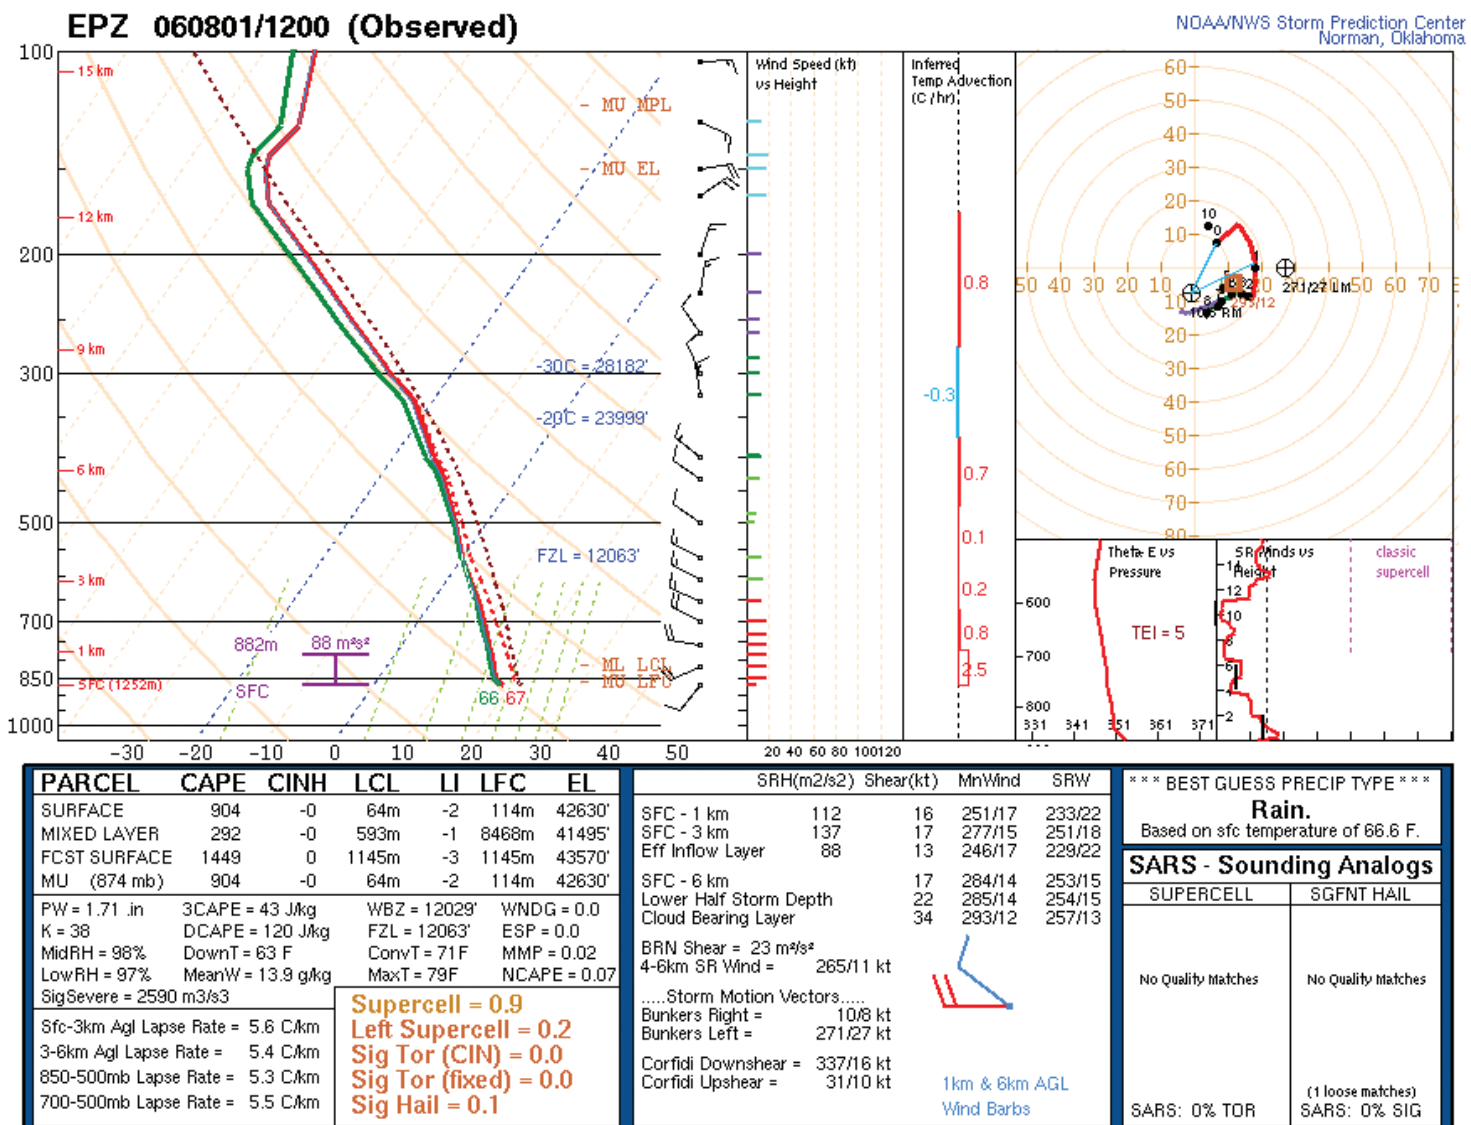 EPZ 060801/1200 (Observed)
NOAA/NWS Storm Prediction Center
Norman, Oklahoma
100
200
300
500
700
850
1000
15 km
12 km
9 km
6 km
3 km
1 km
SFC (1252m)
MU MPL
MU EL
-30C = 28182'
-20C = 23999'
FZL = 12063'
882m
88 m²s²
SFC
ML LCL
MU LFC
66 67
-30 -20 -10 0 10 20 30 40 50
Wind Speed (kt)
vs Height
20 40 60 80 100120
Inferred
Temp Advection
(C / hr)
0.8
-0.3
0.7
0.1
0.2
0.8
2.5
60
50
40
30
20
10
10
0
50 40 30 20 10 20 50 60 70
271/27 LM
293/12
RM
10
20
30
40
50
60
70
80
Theta-E vs
Pressure
600
700
800
TEI = 5
331 341 351 361 371
SR Winds vs
Height
14
12
10
8
6
4
2
classic
supercell
PARCEL CAPE CINH LCL LI LFC EL
SURFACE 904 -0 64m -2 114m 42630'
MIXED LAYER 292 -0 593m -1 8468m 41495'
FCST SURFACE 1449 0 1145m -3 1145m 43570'
MU (874 mb) 904 -0 64m -2 114m 42630'
PW = 1.71 .in 3CAPE = 43 J/kg WBZ = 12029' WNDG = 0.0
K = 38 DCAPE = 120 J/kg FZL = 12063' ESP = 0.0
MidRH = 98% DownT = 63 F ConvT = 71F MMP = 0.02
LowRH = 97% MeanW = 13.9 g/kg MaxT = 79F NCAPE = 0.07
SigSevere = 2590 m3/s3
Sfc-3km Agl Lapse Rate = 5.6 C/km
3-6km Agl Lapse Rate = 5.4 C/km
850-500mb Lapse Rate = 5.3 C/km
700-500mb Lapse Rate = 5.5 C/km
Supercell = 0.9
Left Supercell = 0.2
Sig Tor (CIN) = 0.0
Sig Tor (fixed) = 0.0
Sig Hail = 0.1
SRH(m2/s2) Shear(kt) MnWind SRW
SFC - 1 km 112 16 251/17 233/22
SFC - 3 km 137 17 277/15 251/18
Eff Inflow Layer 88 13 246/17 229/22
SFC - 6 km 17 284/14 253/15
Lower Half Storm Depth 22 285/14 254/15
Cloud Bearing Layer 34 293/12 257/13
BRN Shear = 23 m²/s²
4-6km SR Wind = 265/11 kt
.....Storm Motion Vectors.....
Bunkers Right = 10/8 kt
Bunkers Left = 271/27 kt
Corfidi Downshear = 337/16 kt
Corfidi Upshear = 31/10 kt
1km & 6km AGL
Wind Barbs
* * * BEST GUESS PRECIP TYPE * * *
Rain.
Based on sfc temperature of 66.6 F.
SARS - Sounding Analogs
SUPERCELL SGFNT HAIL
No Quality Matches No Quality Matches
(1 loose matches)
SARS: 0% TOR SARS: 0% SIG